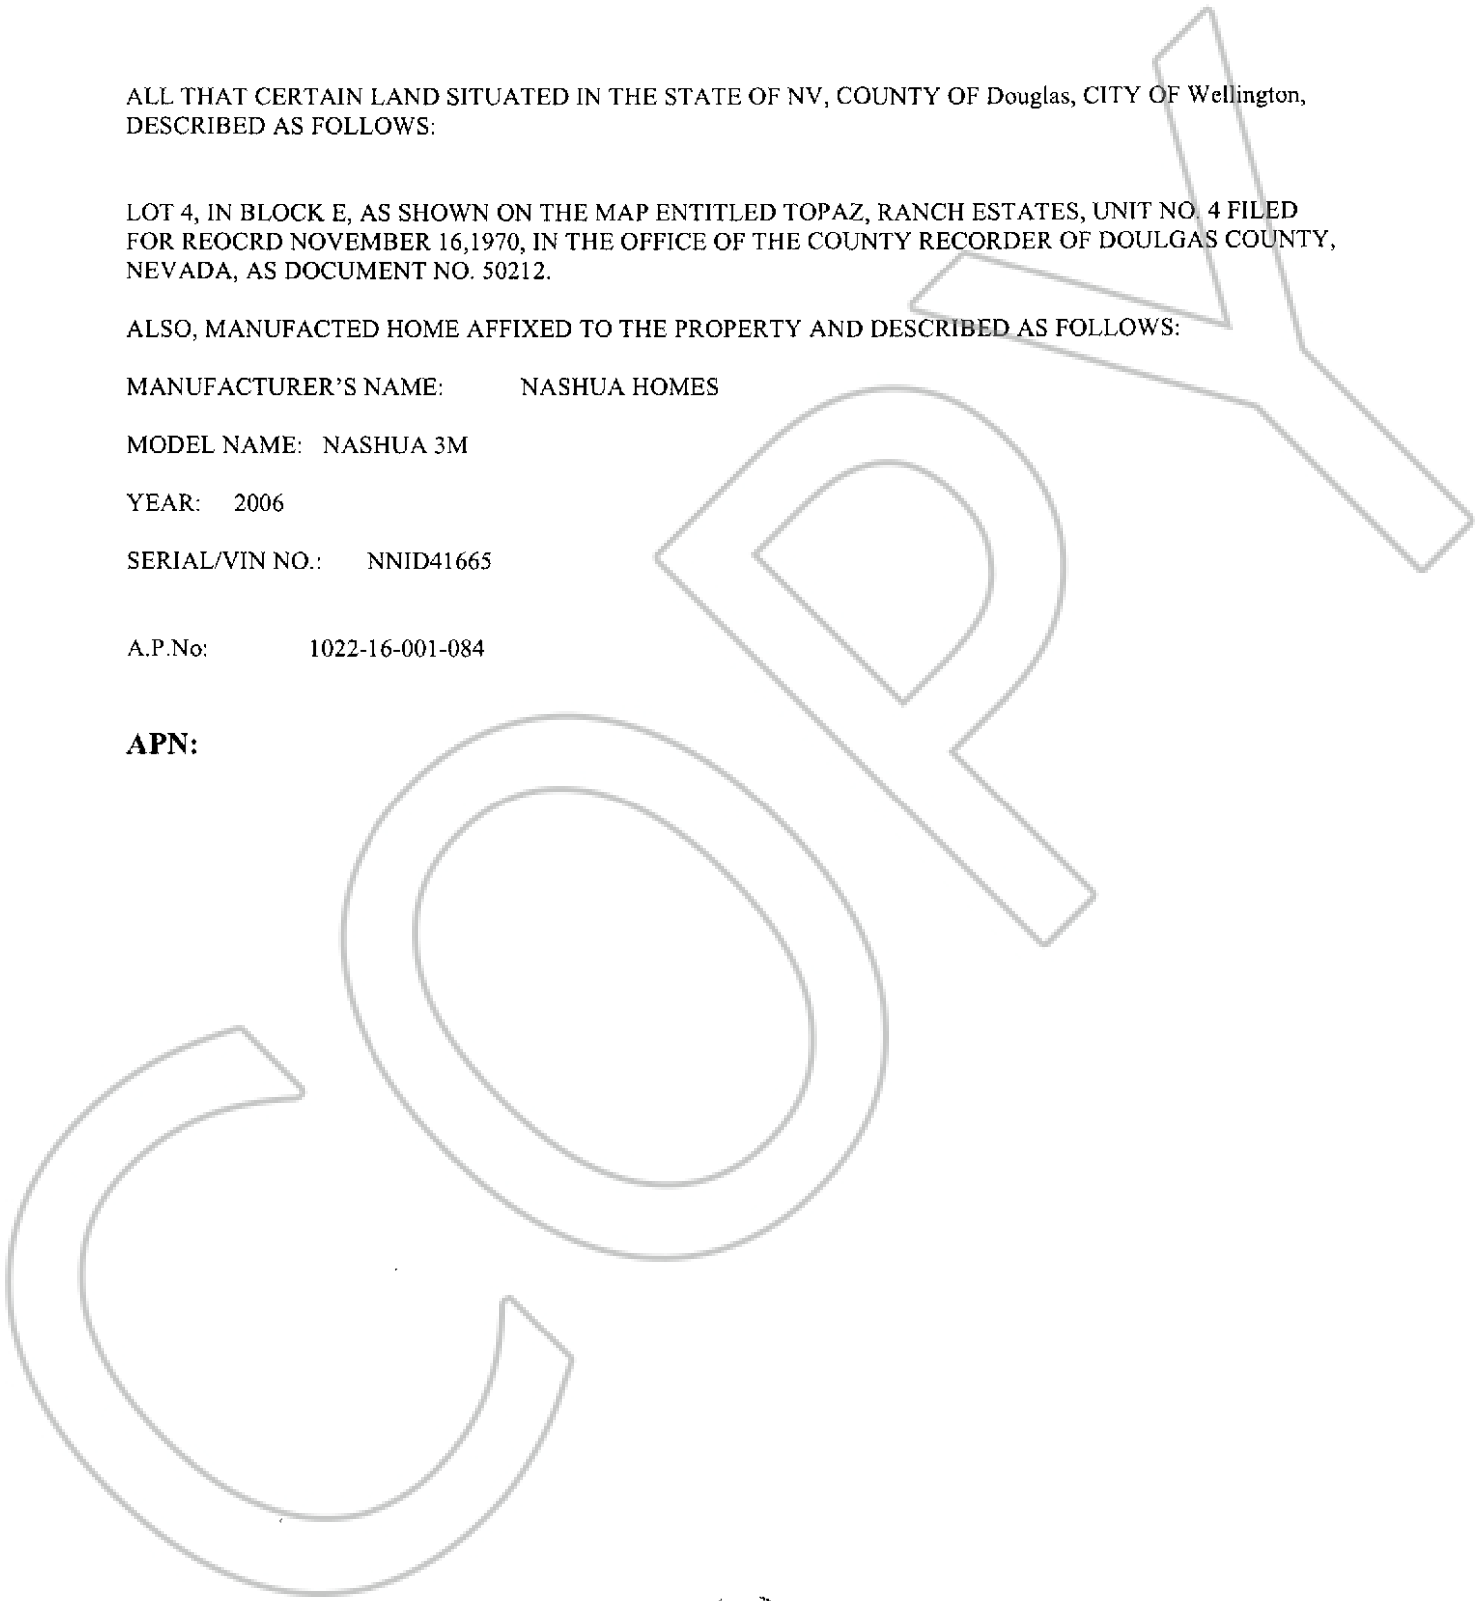 ALL THAT CERTAIN LAND SITUATED IN THE STATE OF NV, COUNTY OF Douglas, CITY OF Wellington,
DESCRIBED AS FOLLOWS:
LOT 4, IN BLOCK E, AS SHOWN ON THE MAP ENTITLED TOPAZ, RANCH ESTATES, UNIT NO. 4 FILED
FOR REOCRD NOVEMBER 16,1970, IN THE OFFICE OF THE COUNTY RECORDER OF DOULGAS COUNTY,
NEVADA, AS DOCUMENT NO. 50212.
ALSO, MANUFACTED HOME AFFIXED TO THE PROPERTY AND DESCRIBED AS FOLLOWS:
MANUFACTURER'S NAME: NASHUA HOMES
MODEL NAME: NASHUA 3M
YEAR: 2006
SERIAL/VIN NO.: NNID41665
A.P.No: 1022-16-001-084
APN:
COPY